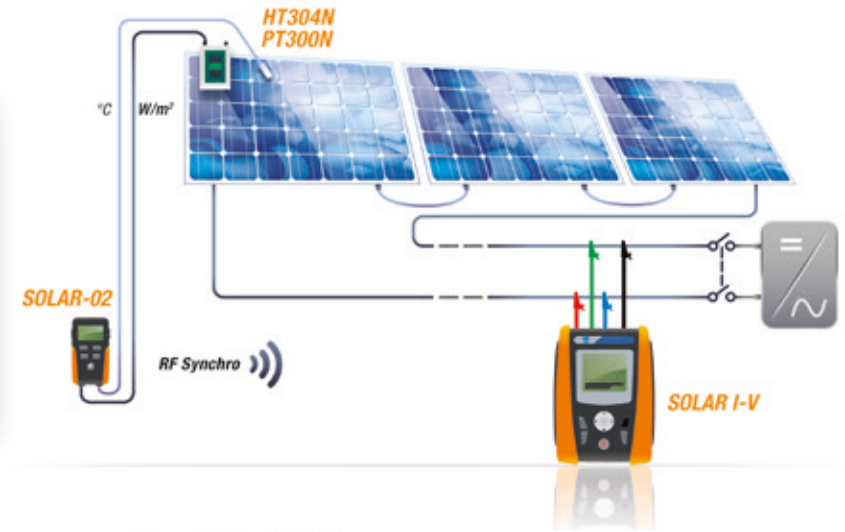 HT304N
PT300N
°C
W/m²
SOLAR-02
RF Synchro
SOLAR I-V